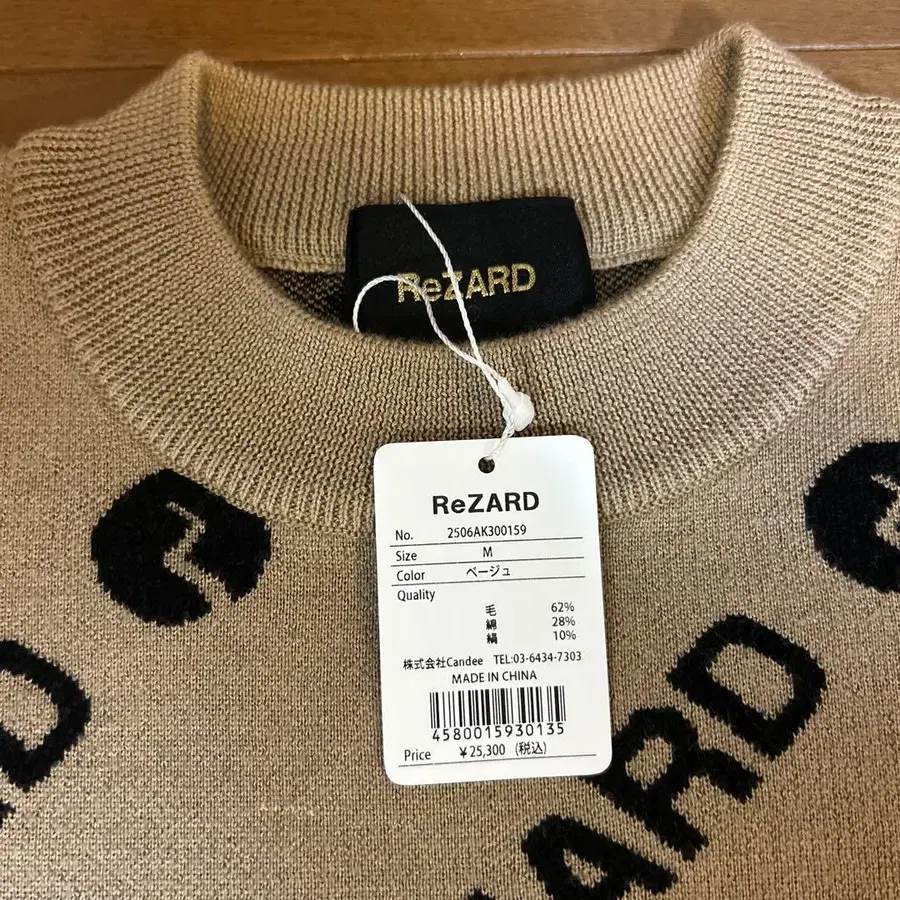 ReZARD
ReZARD
No. 2506AK300159
Size M
Color ベージュ
Quality
毛 62%
綿 28%
絹 10%
株式会社Candee TEL:03-6434-7303
MADE IN CHINA
4580015930135
Price ¥25,300 (税込)
RD
ZARD